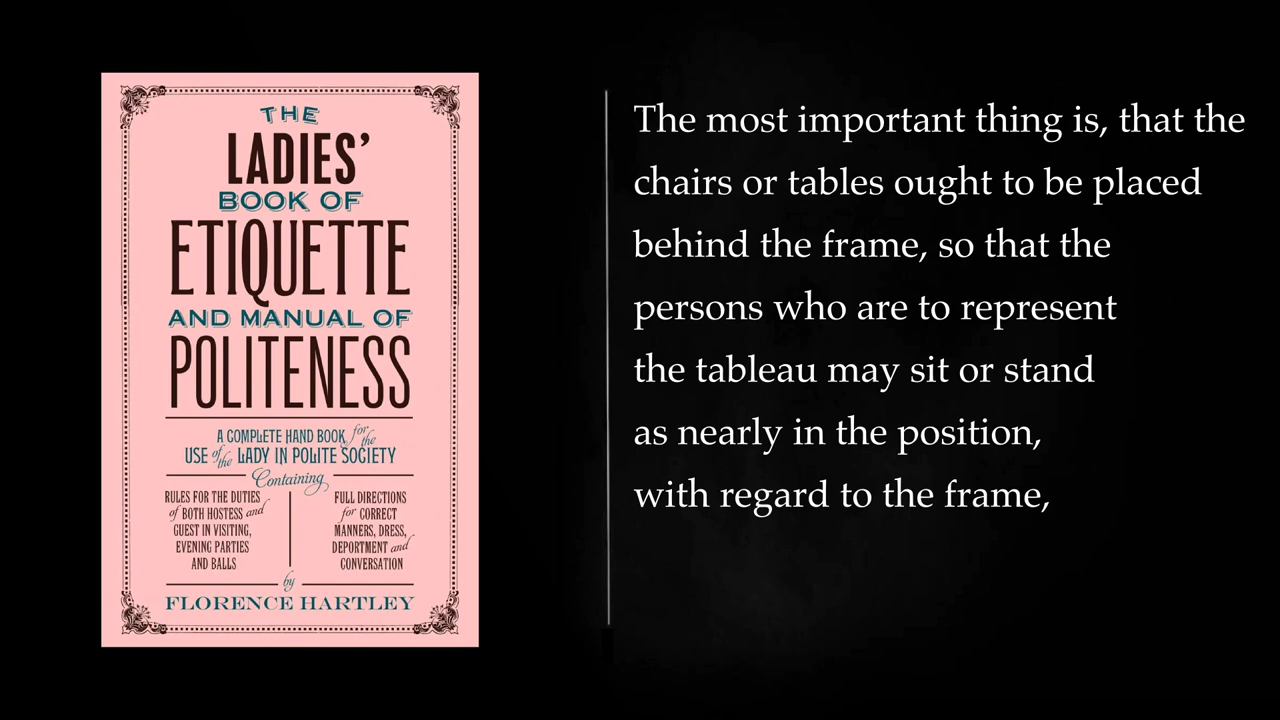 THE
LADIES'
BOOK OF
ETIQUETTE
AND MANUAL OF
POLITENESS
A COMPLETE HAND BOOK for the
USE of the LADY IN POLITE SOCIETY
Containing
RULES FOR THE DUTIES
of BOTH HOSTESS and
GUEST IN VISITING,
EVENING PARTIES
AND BALLS
FULL DIRECTIONS
for CORRECT
MANNERS, DRESS,
DEPORTMENT and
CONVERSATION
by
FLORENCE HARTLEY
The most important thing is, that the
chairs or tables ought to be placed
behind the frame, so that the
persons who are to represent
the tableau may sit or stand
as nearly in the position,
with regard to the frame,